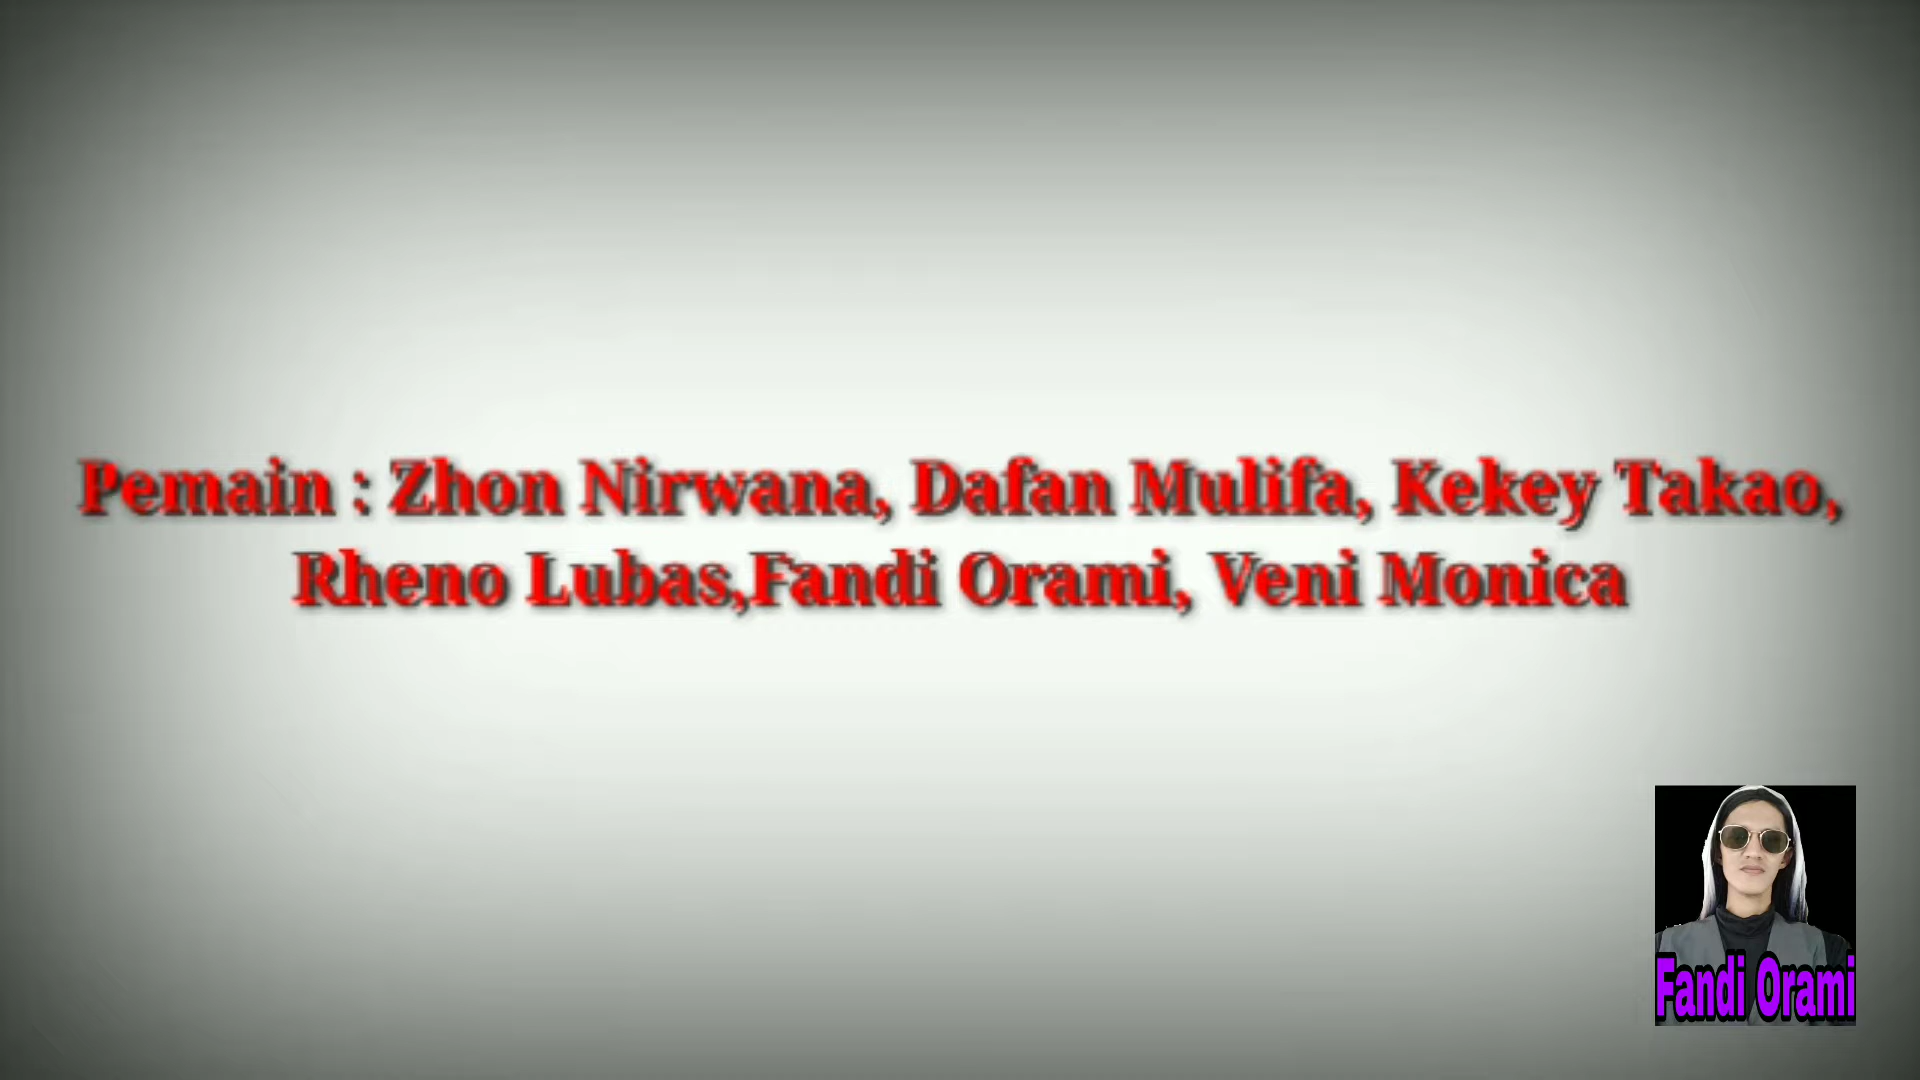 Pemain : Zhon Nirwana, Dafan Mulifa, Kekey Takao,
Rheno Lubas,Fandi Orami, Veni Monica
Fandi Orami